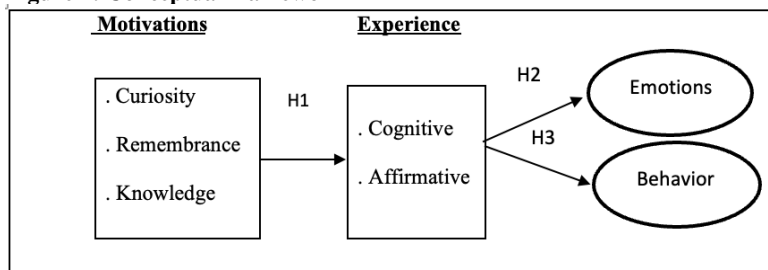 Motivations
Experience
. Curiosity
. Remembrance
. Knowledge
H1
. Cognitive
. Affirmative
H2
H3
Emotions
Behavior